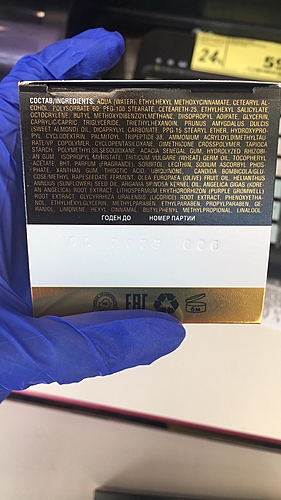 24
СОСТАВ/INGREDIENTS: AQUA (WATER), ETHYLHEXYL METHOXYCINNAMATE, CETEARYL AL-
COHOL, POLYSORBATE 60, PEG-100 STEARATE, CETEARETH-25, ETHYLHEXYL SALICYLATE
OCTOCRYLENE, BUTYL METHOXYDIBENZOYLMETHANE, DIISOPROPYL ADIPATE, GLYCERIN,
CAPRYLIC/CAPRIC TRIGLYCERIDE, TRIETHYLHEXANOIN, PRUNUS AMYGDALUS DULCIS
(SWEET ALMOND) OIL, DICAPRYLYL CARBONATE, PPG-15 STEARYL ETHER, HYDROXYPRO-
PYL CYCLODEXTRIN, PALMITOYL TRIPEPTIDE-38, AMMONIUM ACRYLOYLDIMETHYLTAU-
RATE/VP COPOLYMER, CYCLOPENTASILOXANE, DIMETHICONE CROSSPOLYMER, TAPIOCA
STARCH, POLYMETHYLSILSESQUIOXANE, ACACIA SENEGAL GUM, HYDROLYZED RHIZOBI-
AN GUM, ISOPROPYL MYRISTATE, TRITICUM VULGARE (WHEAT) GERM OIL, TOCOPHERYL
ACETATE, BHT, PARFUM (FRAGRANCE), SORBITOL, LECITHIN, SODIUM ASCORBYL PHOS-
PHATE, XANTHAN GUM, THIOCTIC ACID, UBIQUINONE, CANDIDA BOMBICOLA/GLU-
COSE/METHYL RAPESEEDATE FERMENT, OLEA EUROPAEA (OLIVE) FRUIT OIL, HELIANTHUS
ANNUUS (SUNFLOWER) SEED OIL, ARGANIA SPINOSA KERNEL OIL, ANGELICA GIGAS (KORE-
AN ANGELICA) ROOT EXTRACT, LITHOSPERMUM ERYTHRORHIZON (PURPLE GROMWELL)
ROOT EXTRACT, GLYCYRRHIZA URALENSIS (LICORICE) ROOT EXTRACT, PHENOXYETHA-
NOL, ETHYLHEXYLGLYCERIN, METHYLPARABEN, ETHYLPARABEN, PROPYLPARABEN, GE-
RANIOL, LIMONENE, HEXYL CINNAMAL, BUTYLPHENYL METHYLPROPIONAL, LINALOOL
ГОДЕН ДО НОМЕР ПАРТИИ
2025 006
EAC